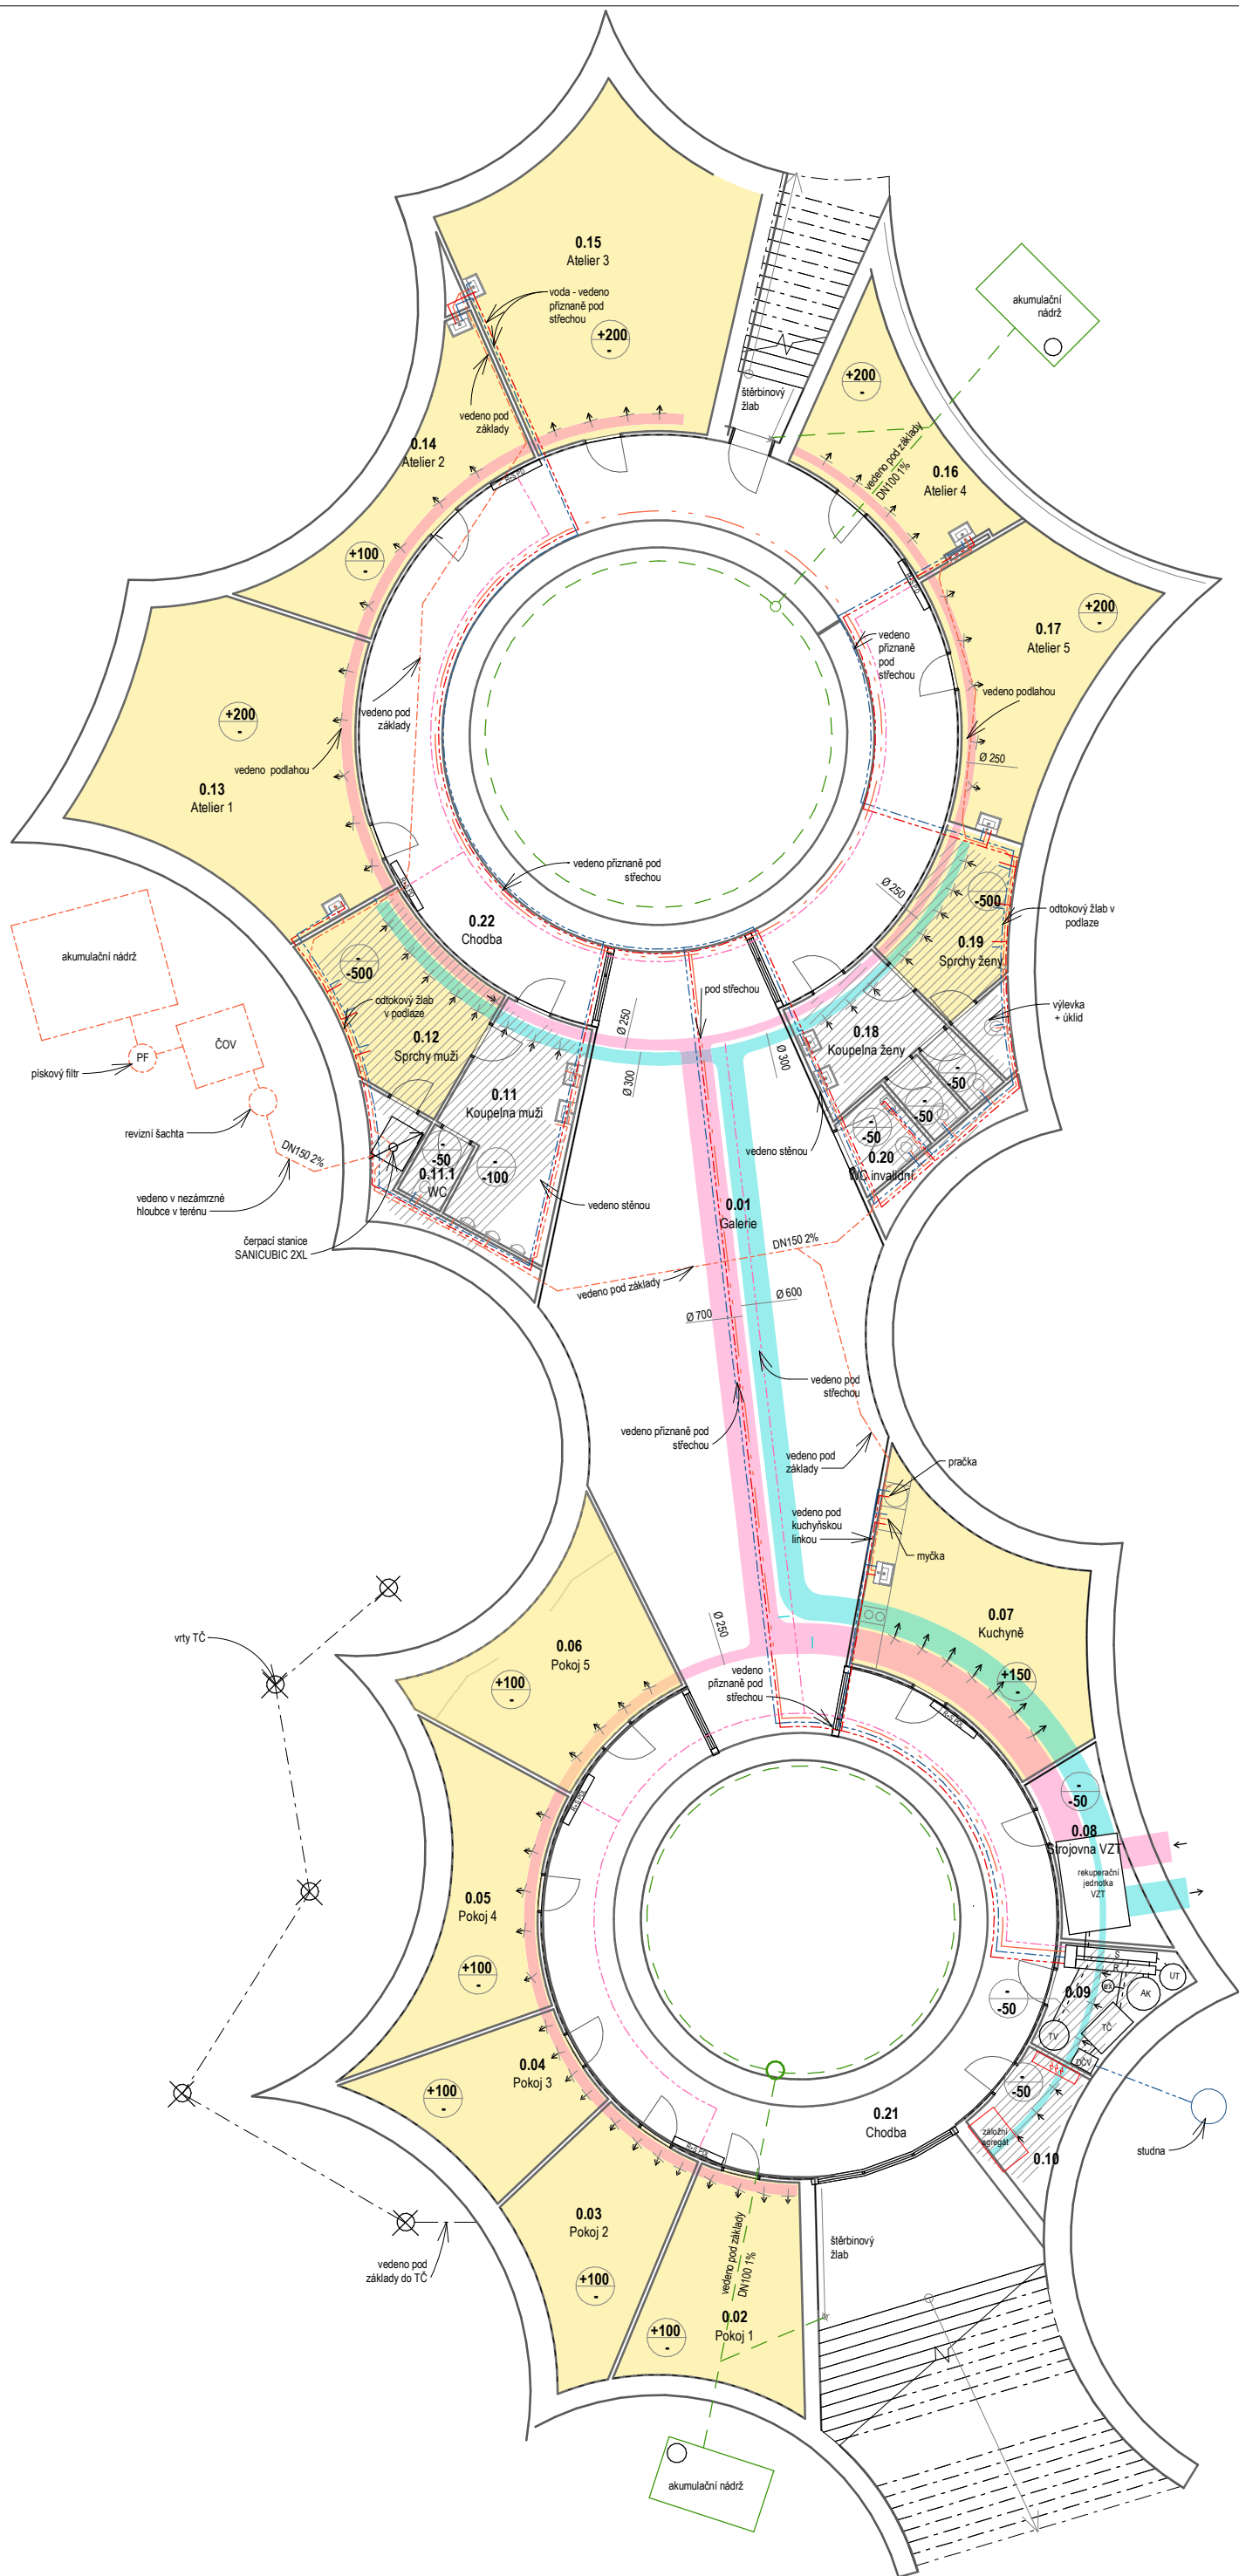 0.15
Atelier 3
voda - vedeno
přiznané pod
střechou
+200
-
vedeno pod
základy
štěrbinový
žlab
akumulační
nádrž
+200
-
vedeno pod základy
DN100 1%
0.16
Atelier 4
0.14
Atelier 2
R+S PD
+100
-
R+S PD
+200
-
0.17
Atelier 5
vedeno
přiznaně
pod
střechou
vedeno podlahou
Ø 250
+200
-
vedeno pod
základy
vedeno podlahou
0.13
Atelier 1
vedeno přiznaně pod
střechou
R+S PD
Ø 250
-
-500
odtokový žlab v
podlaze
0.19
Sprchy ženy
0.22
Chodba
akumulační nádrž
-
-500
odtokový žlab
v podlaze
0.12
Sprchy muži
pod střechou
výlevka
+ úklid
0.18
Koupelna ženy
PF
ČOV
pískový filtr
Ø 250
Ø 300
Ø 300
0.11
Koupelna muži
-
-50
-
-50
-
-50
revizní šachta
DN150 2%
-
-50
0.11.1
WC
-
-100
vedeno stěnou
0.20
WC invalidní
vedeno v nezámrzné
hloubce v terénu
vedeno stěnou
0.01
Galerie
čerpací stanice
SANICUBIC 2XL
DN150 2%
vedeno pod základy
Ø 600
Ø 700
vedeno pod
střechou
vedeno přiznaně pod
střechou
vedeno pod
základy
pračka
vedeno pod
kuchyňskou
linkou
myčka
0.07
Kuchyně
vrty TČ
Ø 250
0.06
Pokoj 5
+100
-
vedeno
přiznaně pod
střechou
+150
-
R+S POL
R+S POL
-
-50
0.08
Strojovna VZT
rekuperační
jednotka
VZT
0.05
Pokoj 4
+100
-
S
R
UT
EX
AK
0.09
-
-50
TV
TČ
DČV
0.04
Pokoj 3
+100
-
-
-50
0.21
Chodba
záložní
agregát
0.10
studna
R+S POL
0.03
Pokoj 2
+100
-
vedeno pod
základy do TČ
vedeno pod základy
DN100 1%
štěrbinový
žlab
0.02
Pokoj 1
+100
-
akumulační nádrž